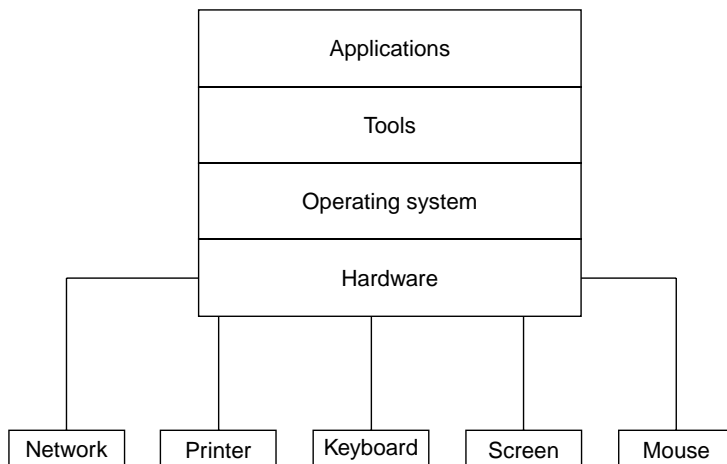 Applications
Tools
Operating system
Hardware
Network
Printer
Keyboard
Screen
Mouse